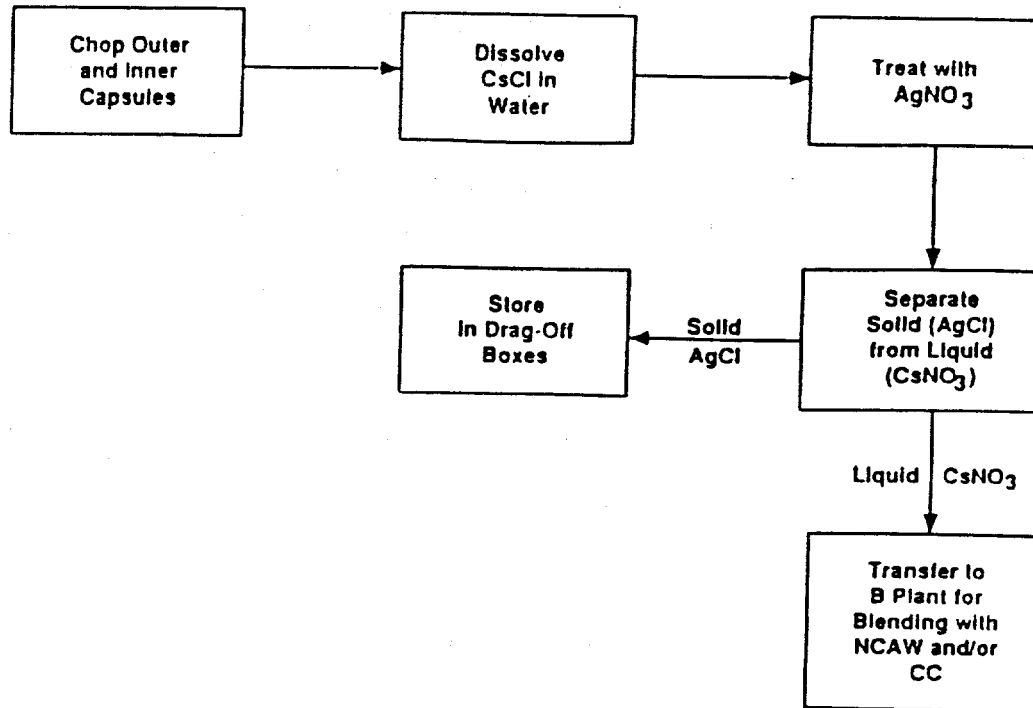 Chop Outer
and Inner
Capsules
Dissolve
CsCl in
Water
Treat with
AgNO3
Store
in Drag-Off
Boxes
Solid
AgCl
Separate
Solid (AgCl)
from Liquid
(CsNO3)
Liquid CsNO3
Transfer to
B Plant for
Blending with
NCAW and/or
CC